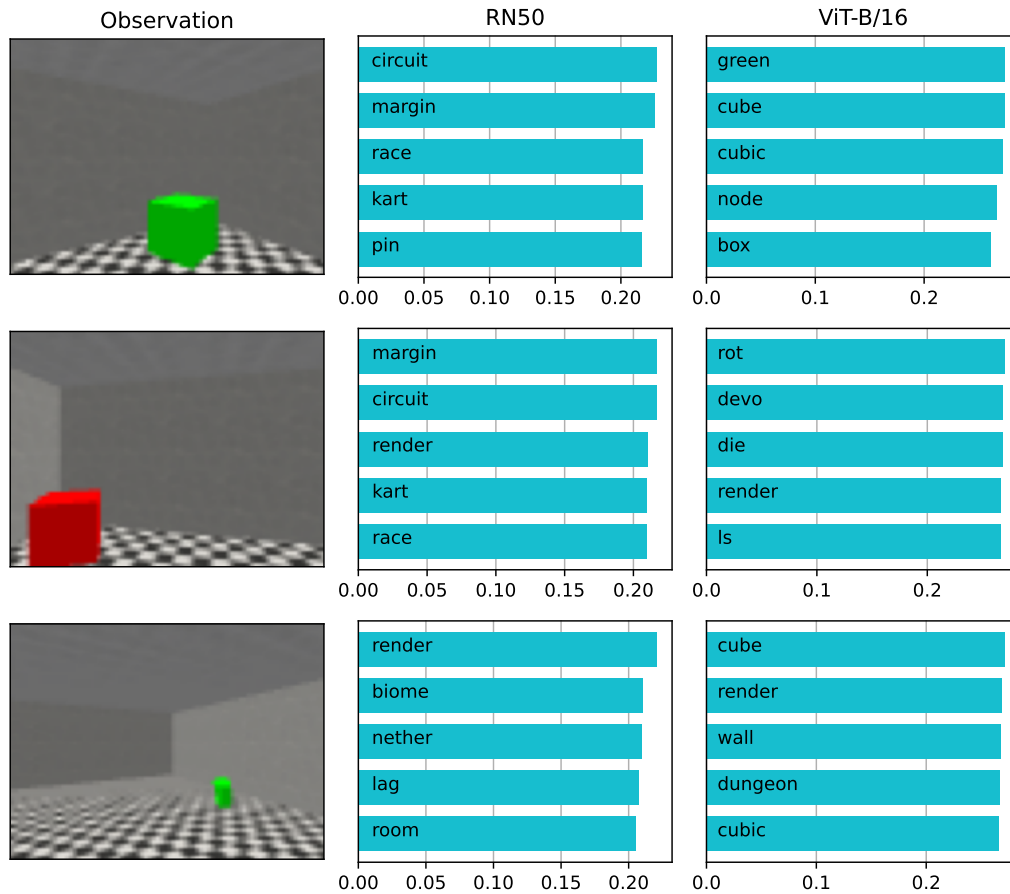 Observation
RN50
ViT-B/16
circuit
margin
race
kart
pin
0.00 0.05 0.10 0.15 0.20
green
cube
cubic
node
box
0.0 0.1 0.2
margin
circuit
render
kart
race
0.00 0.05 0.10 0.15 0.20
rot
devo
die
render
ls
0.0 0.1 0.2
render
biome
nether
lag
room
0.00 0.05 0.10 0.15 0.20
cube
render
wall
dungeon
cubic
0.0 0.1 0.2